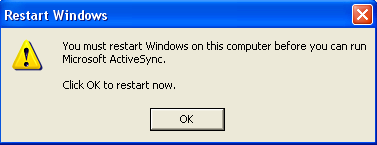 Restart Windows
You must restart Windows on this computer before you can run
Microsoft ActiveSync.
Click OK to restart now.
OK